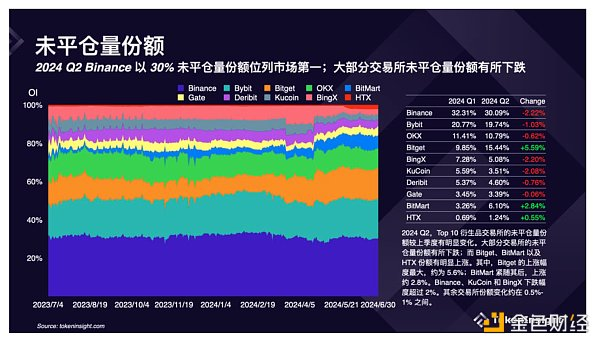 未平仓量份额
2024 Q2 Binance 以 30% 未平仓量份额位列市场第一；大部分交易所未平仓量份额有所下跌
OI
Binance Bybit Bitget OKX BitMart
Gate Deribit Kucoin BingX HTX
100%
80%
60%
40%
20%
2023/7/4 2023/8/27 2023/10/4 2023/11/19 2024/1/4 2024/2/19 2024/4/5 2024/5/21 2024/6/30
2024 Q1 2024 Q2 Change
Binance 32.31% 30.09% -2.22%
Bybit 20.77% 19.74% -1.03%
OKX 11.41% 10.79% -0.62%
Bitget 9.85% 15.44% +5.59%
BingX 7.28% 5.08% -2.20%
KuCoin 5.59% 3.51% -2.08%
Deribit 5.37% 4.60% -0.76%
Gate 3.45% 3.39% -0.06%
BitMart 3.26% 6.10% +2.84%
HTX 0.69% 1.24% +0.55%
2024 Q2，Top 10 衍生品交易所的未平仓量份
额较上季度有明显变化。大部分交易所的未平仓
量份额有所下跌；而 Bitget、BitMart 以及
HTX 份额有明显上涨。其中，Bitget 的上涨幅
度最大，约为 5.6%；BitMart 紧随其后，上涨
约 2.8%。Binance、KuCoin 和 BingX 下跌幅
度超过 2%。其余交易所份额变化约在 0.5%-
1% 之间。
Source: tokeninsight.com
TokenInsight
金色财经